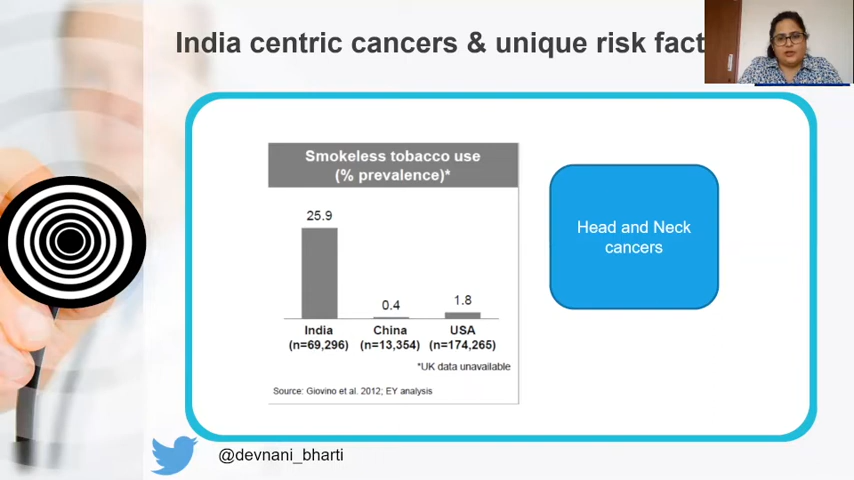 India centric cancers & unique risk fact
Smokeless tobacco use
(% prevalence)*
25.9
0.4
1.8
India
China
USA
(n=69,296)
(n=13,354)
(n=174,265)
*UK data unavailable
Source: Giovino et al. 2012; EY analysis
Head and Neck
cancers
@devnani_bharti